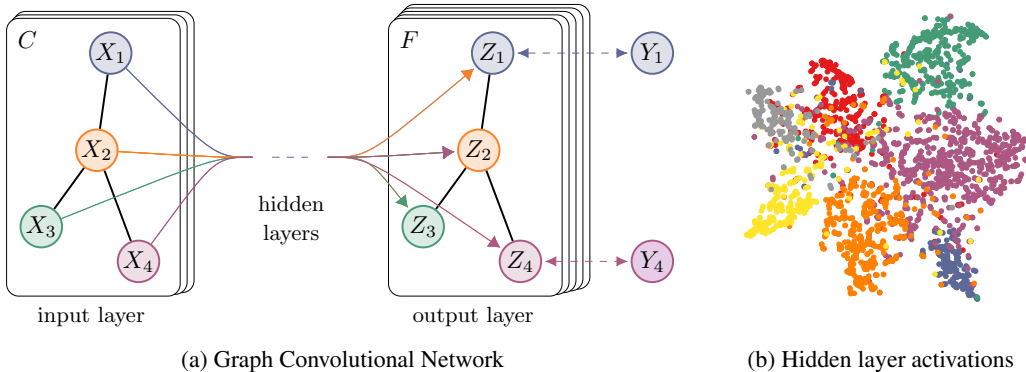 C
X1
X2
X3
X4
input layer
hidden
layers
F
Z1
Z2
Z3
Z4
output layer
Y1
Y4
(a) Graph Convolutional Network
(b) Hidden layer activations